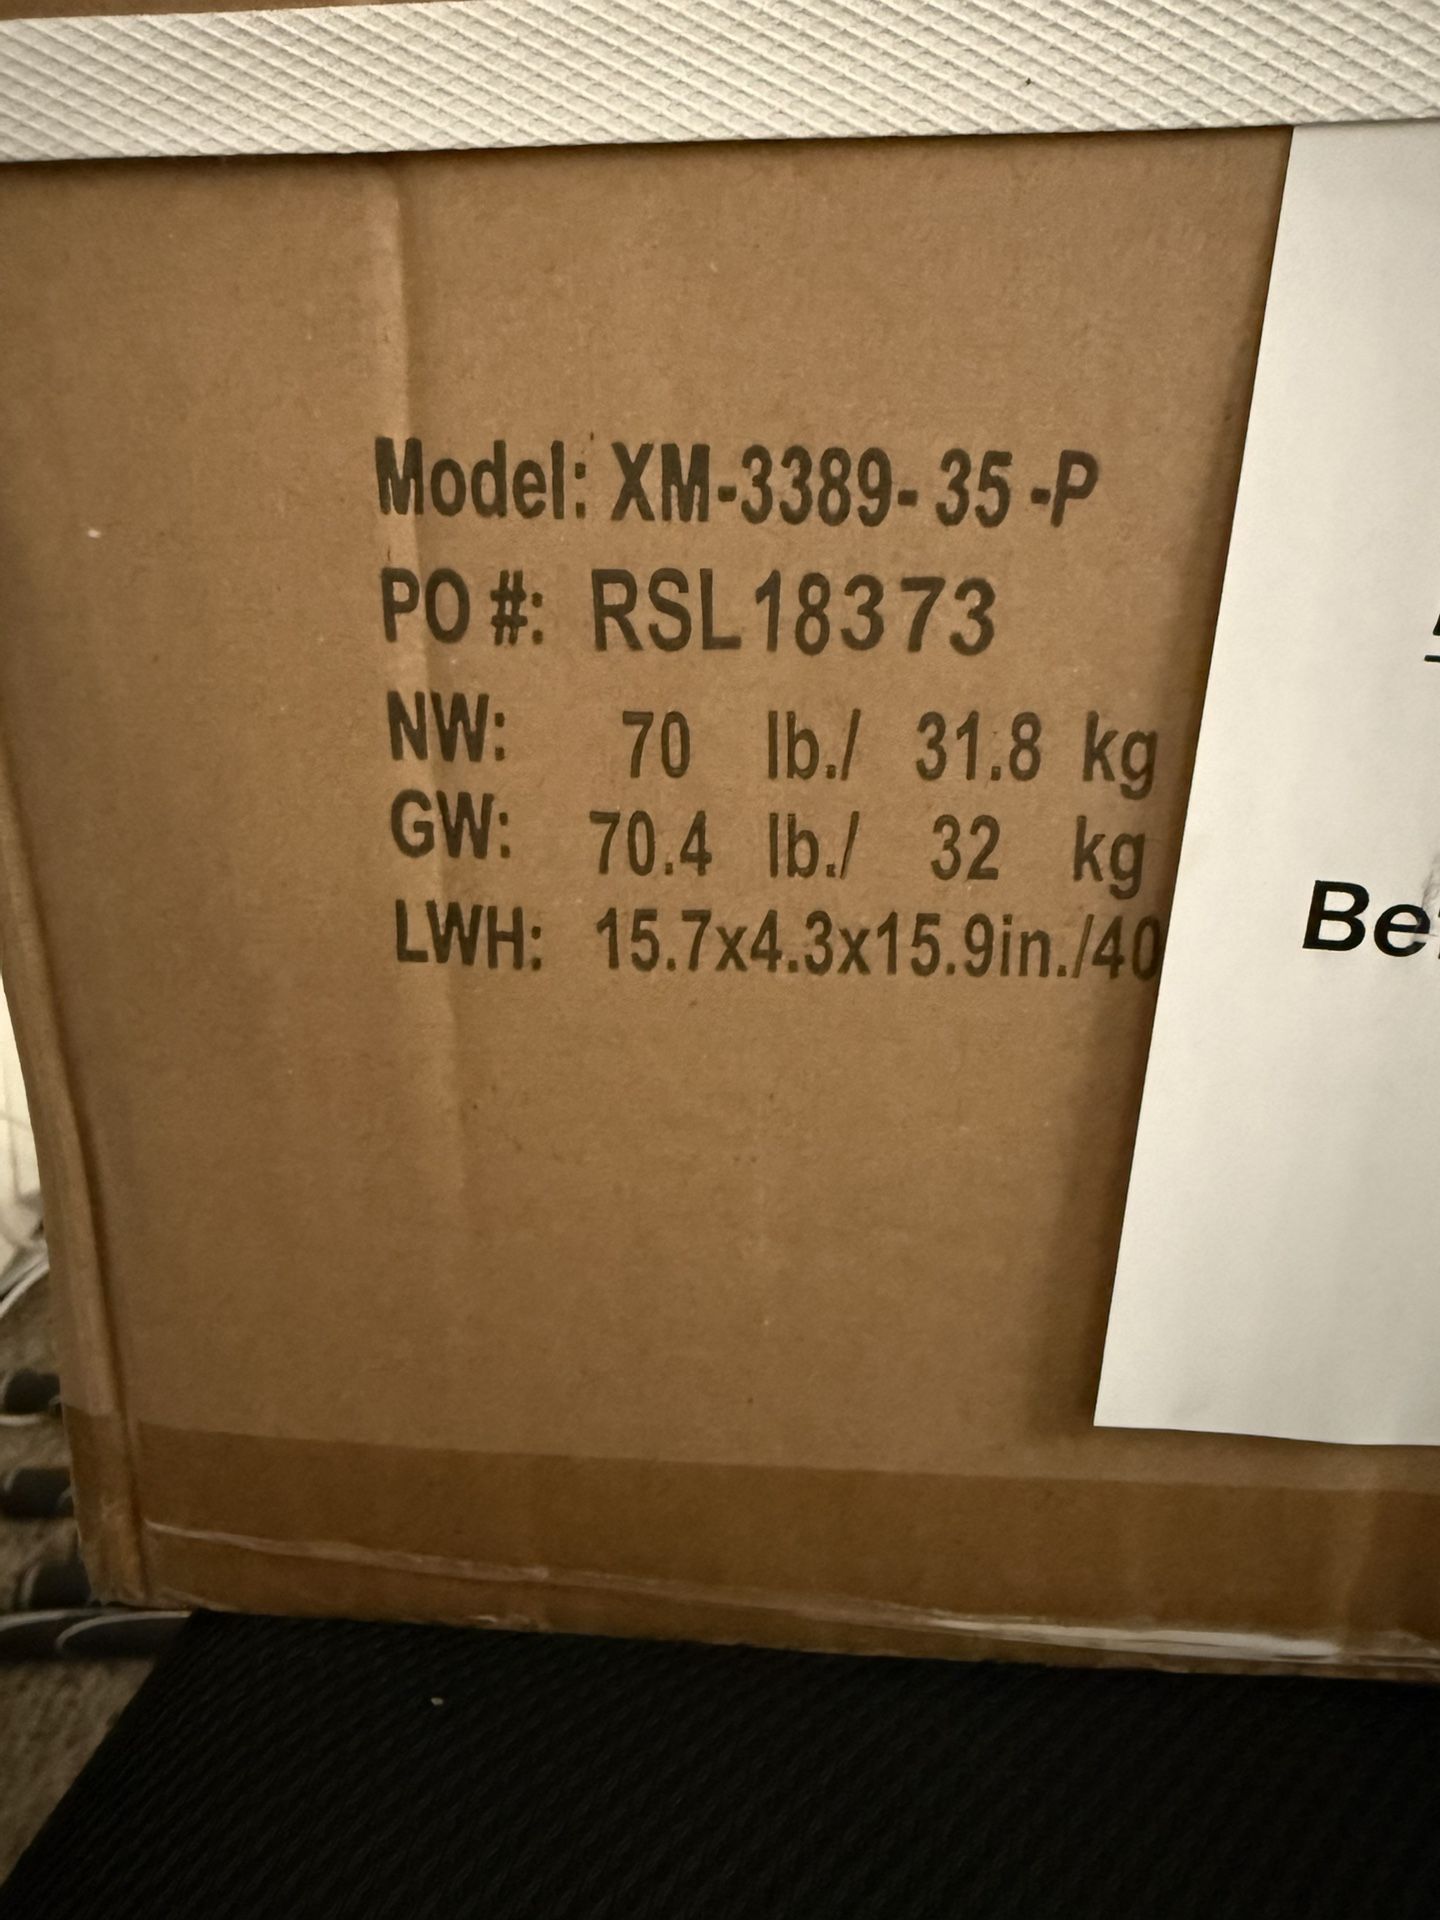 Model: XM-3389-35-P
PO #: RSL18373
NW: 70 lb./ 31.8 kg
GW: 70.4 lb./ 32 kg
LWH: 15.7x4.3x15.9in./40